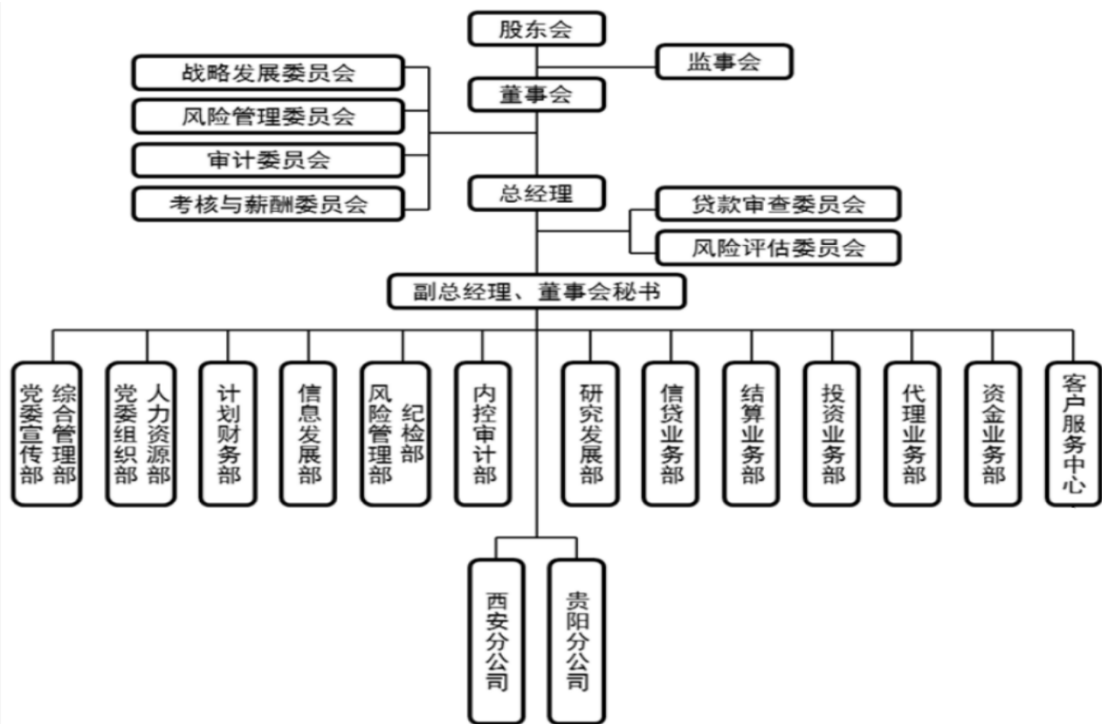 股东会
监事会
董事会
战略发展委员会
风险管理委员会
审计委员会
考核与薪酬委员会
总经理
贷款审查委员会
风险评估委员会
副总经理、董事会秘书
综合管理部
党委宣传部
人力资源部
党委组织部
计划财务部
信息发展部
纪检部
风险管理部
内控审计部
研究发展部
信贷业务部
结算业务部
投资业务部
代理业务部
资金业务部
客户服务中心
西安分公司
贵阳分公司